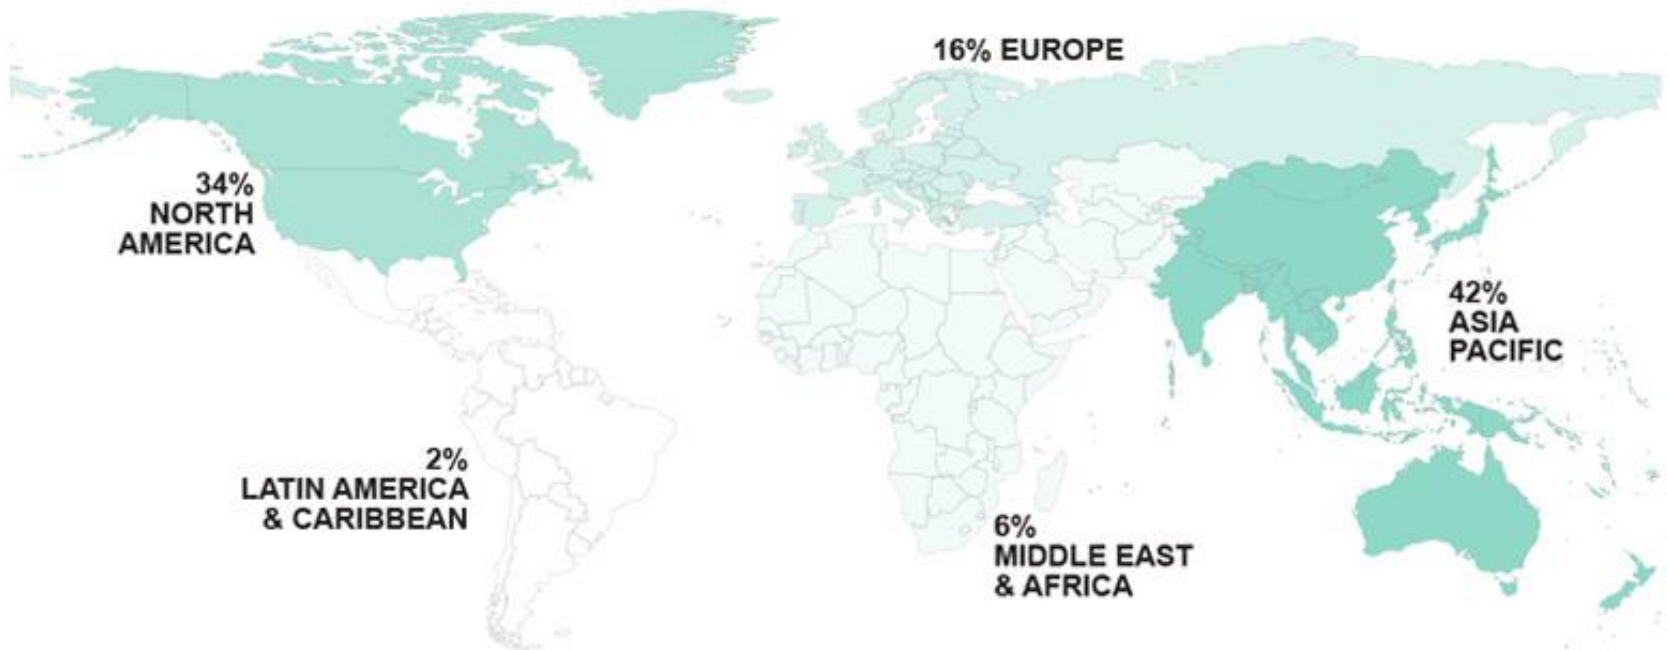 16% EUROPE
34%
NORTH
AMERICA
42%
ASIA
PACIFIC
2%
LATIN AMERICA
& CARIBBEAN
6%
MIDDLE EAST
& AFRICA